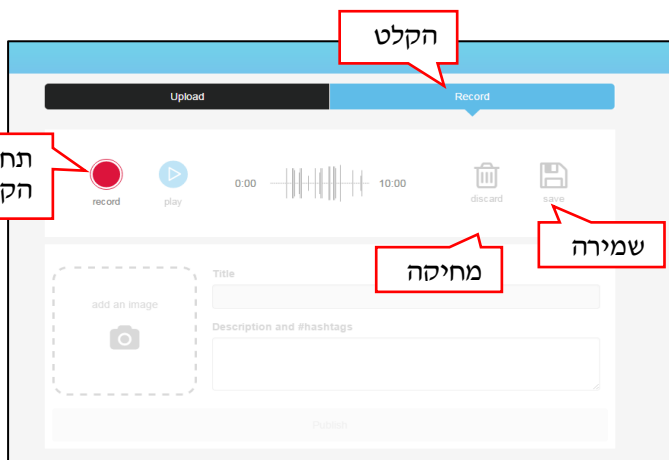 הקלט
Upload
Record
record
play
0:00
10:00
discard
save
שמירה
מחיקה
Title
add an image
Description and #hashtags
Publish